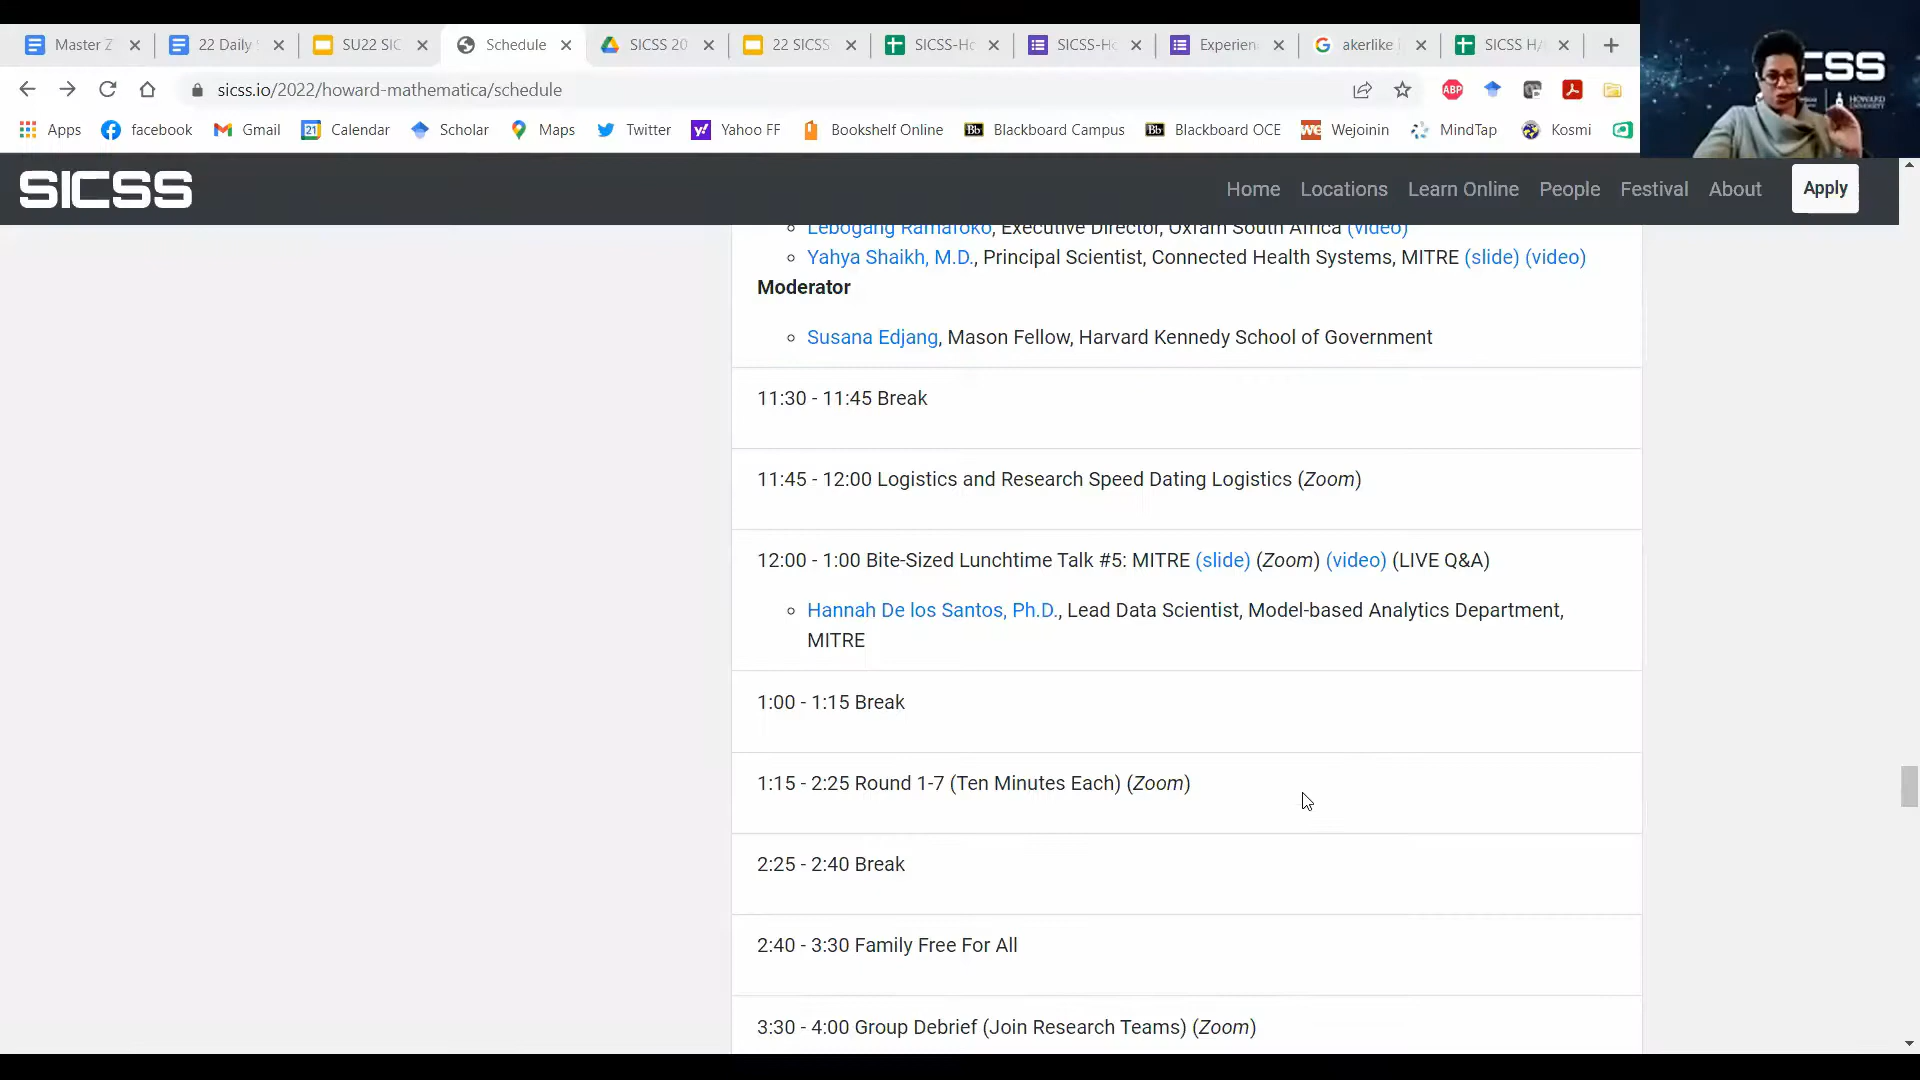 Master Z
22 Daily
SU22 SIC
Schedule
SICSS 20
22 SICSS
SICSS-Ho
SICSS-Ho
Experien
akerlike
SICSS H/
sicss.io/2022/howard-mathematica/schedule
ABP
Apps
facebook
Gmail
Calendar
Scholar
Maps
Twitter
Yahoo FF
Bookshelf Online
Bb Blackboard Campus
Bb Blackboard OCE
Wejoinin
MindTap
Kosmi
CSS
HOWARD
SICSS
Home
Locations
Learn Online
People
Festival
About
Apply
Lebogang Ramafoko, Executive Director, Oxfam South Africa (video)
Yahya Shaikh, M.D., Principal Scientist, Connected Health Systems, MITRE (slide) (video)
Moderator
Susana Edjang, Mason Fellow, Harvard Kennedy School of Government
11:30 - 11:45 Break
11:45 - 12:00 Logistics and Research Speed Dating Logistics (Zoom)
12:00 - 1:00 Bite-Sized Lunchtime Talk #5: MITRE (slide) (Zoom) (video) (LIVE Q&A)
Hannah De los Santos, Ph.D., Lead Data Scientist, Model-based Analytics Department,
MITRE
1:00 - 1:15 Break
1:15 - 2:25 Round 1-7 (Ten Minutes Each) (Zoom)
2:25 - 2:40 Break
2:40 - 3:30 Family Free For All
3:30 - 4:00 Group Debrief (Join Research Teams) (Zoom)